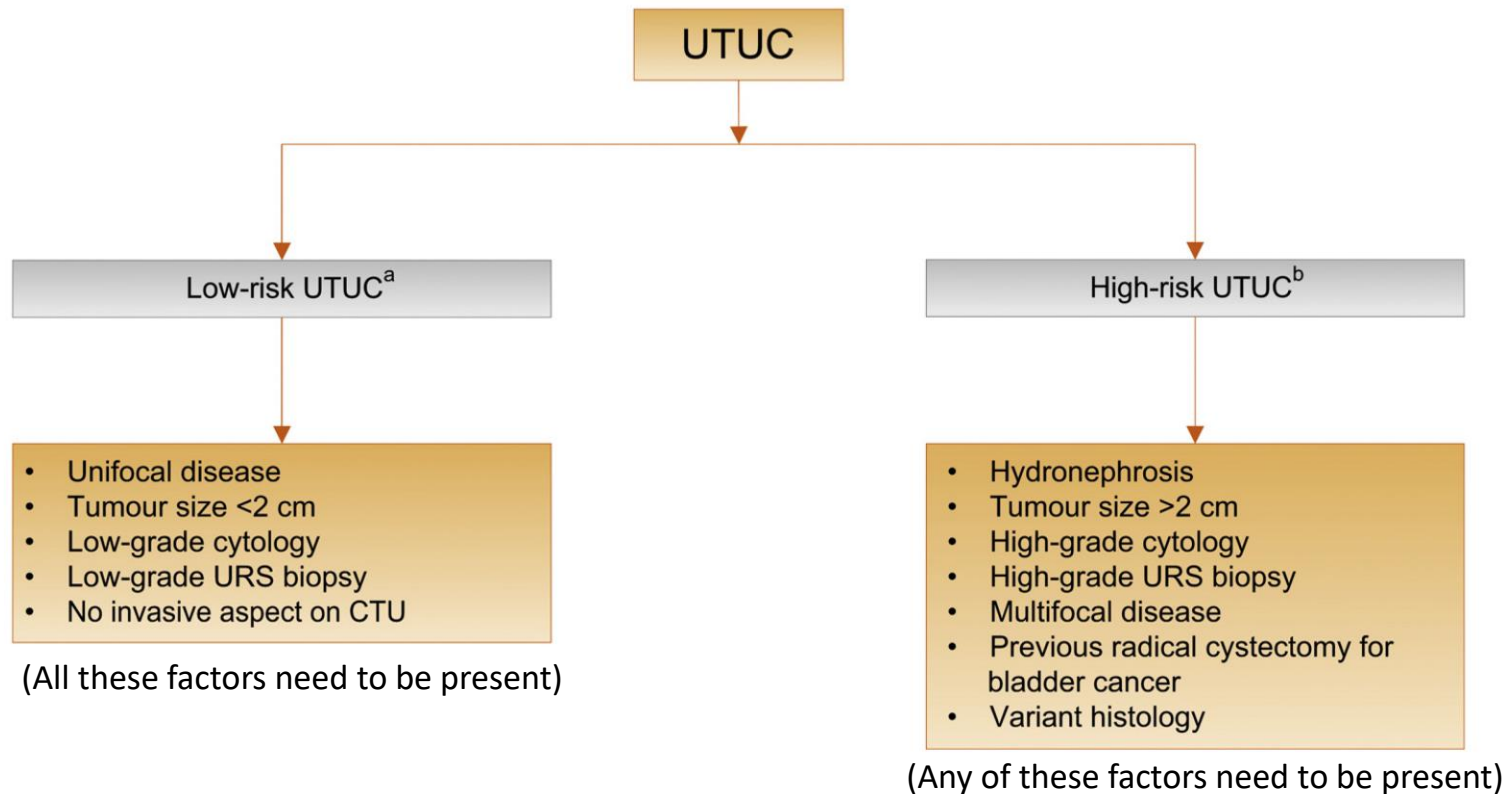 UTUC
Low-risk UTUCa
High-risk UTUCb
• Unifocal disease
• Tumour size <2 cm
• Low-grade cytology
• Low-grade URS biopsy
• No invasive aspect on CTU
(All these factors need to be present)
• Hydronephrosis
• Tumour size >2 cm
• High-grade cytology
• High-grade URS biopsy
• Multifocal disease
• Previous radical cystectomy for
bladder cancer
• Variant histology
(Any of these factors need to be present)